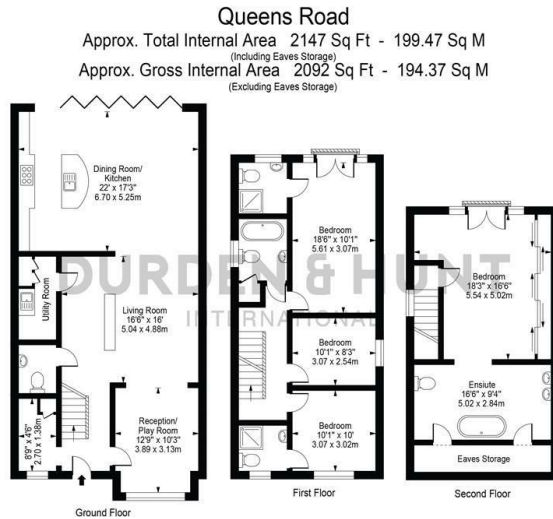 Queens Road
Approx. Total Internal Area 2147 Sq Ft - 199.47 Sq M
(Including Eaves Storage)
Approx. Gross Internal Area 2092 Sq Ft - 194.37 Sq M
(Excluding Eaves Storage)
Dining Room/
Kitchen
22' x 17'3"
6.70 x 5.25m
Utility Room
Living Room
16'6" x 16'
5.04 x 4.88m
8'9" x 4'6"
2.70 x 1.38m
Reception/
Play Room
12'9" x 10'3"
3.89 x 3.13m
Ground Floor
Bedroom
18'6" x 10'1"
5.61 x 3.07m
Bedroom
10'1" x 8'3"
3.07 x 2.54m
Bedroom
10'1" x 10'
3.07 x 3.02m
First Floor
Bedroom
18'3" x 16'6"
5.54 x 5.02m
Ensuite
16'6" x 9'4"
5.02 x 2.84m
Eaves Storage
Second Floor
DURDEN & HUNT
INTERNATIONAL